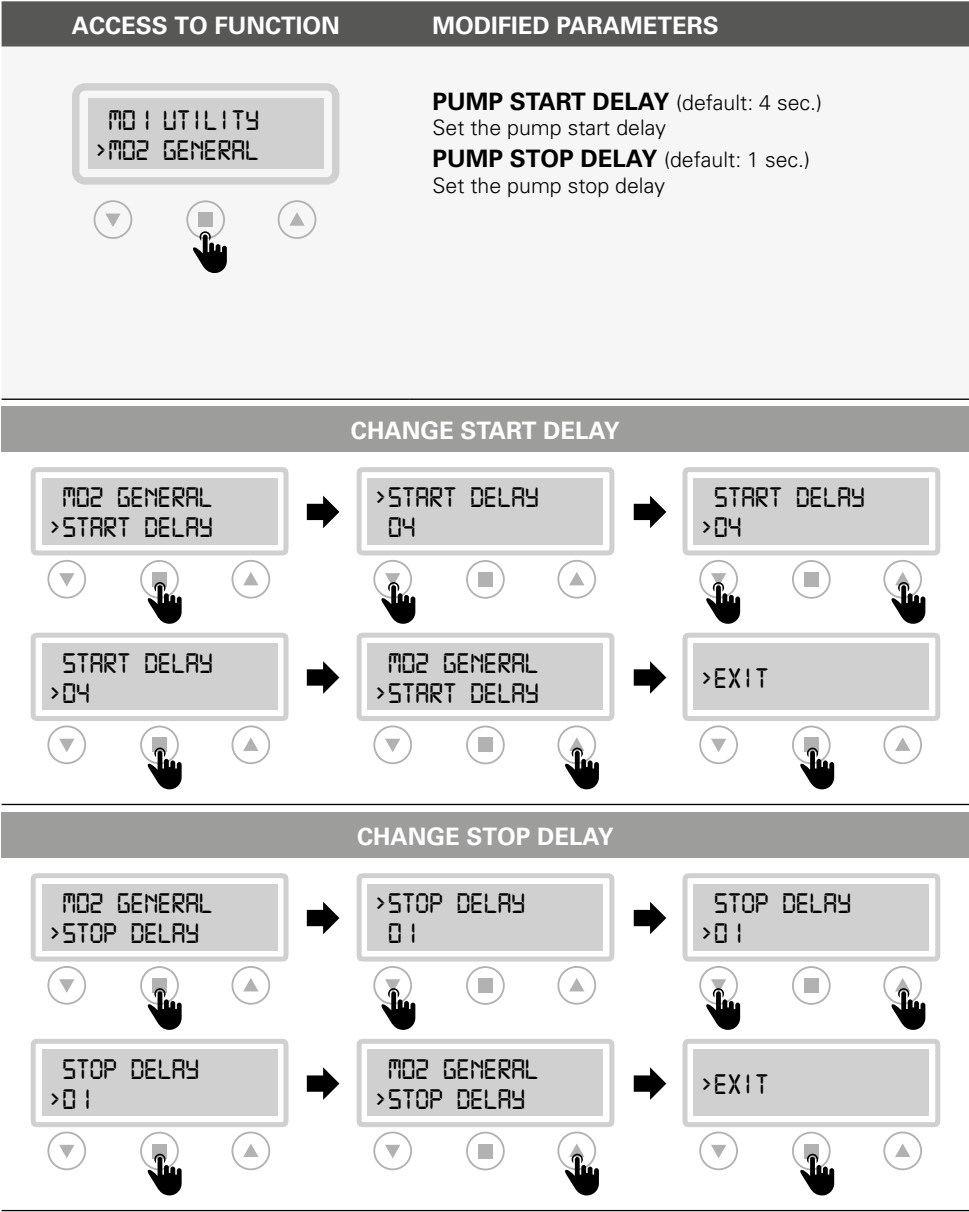 ACCESS TO FUNCTION
MODIFIED PARAMETERS
M01 UTILITY
>M02 GENERAL
PUMP START DELAY (default: 4 sec.)
Set the pump start delay
PUMP STOP DELAY (default: 1 sec.)
Set the pump stop delay
CHANGE START DELAY
M02 GENERAL
>START DELAY
>START DELAY
04
START DELAY
>04
START DELAY
>04
M02 GENERAL
>START DELAY
>EXIT
CHANGE STOP DELAY
M02 GENERAL
>STOP DELAY
>STOP DELAY
01
STOP DELAY
>01
STOP DELAY
>01
M02 GENERAL
>STOP DELAY
>EXIT